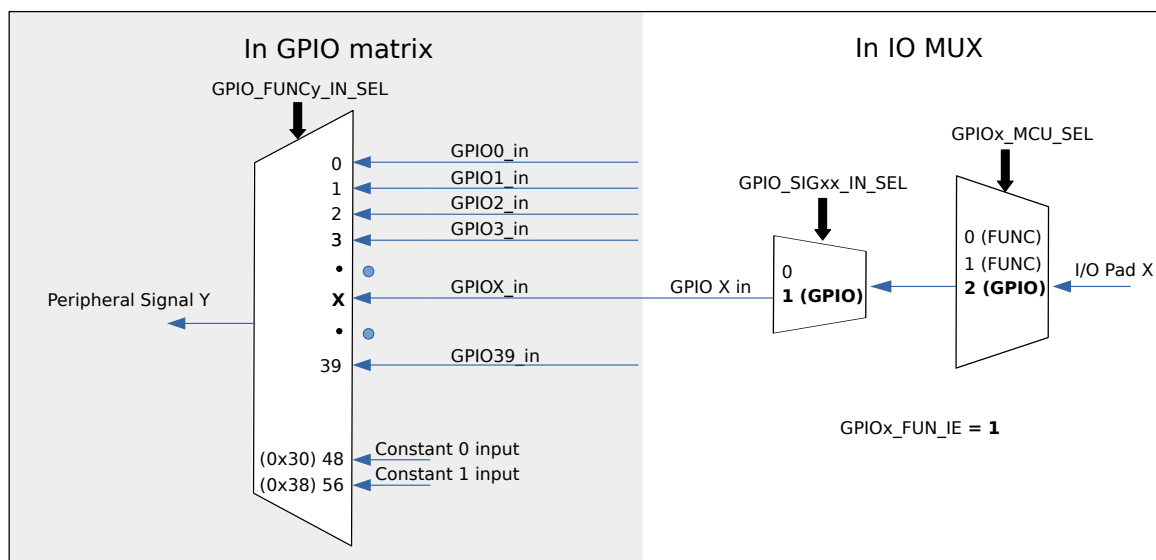 In GPIO matrix
In IO MUX
GPIO_FUNCy_IN_SEL
GPIOx_MCU_SEL
GPIO_SIGxx_IN_SEL
0
GPIO0_in
1
GPIO1_in
2
GPIO2_in
3
GPIO3_in
X
GPIOX_in
39
GPIO39_in
(0x30) 48
Constant 0 input
(0x38) 56
Constant 1 input
Peripheral Signal Y
GPIO X in
0
1 (GPIO)
0 (FUNC)
1 (FUNC)
2 (GPIO)
I/O Pad X
GPIOx_FUN_IE = 1